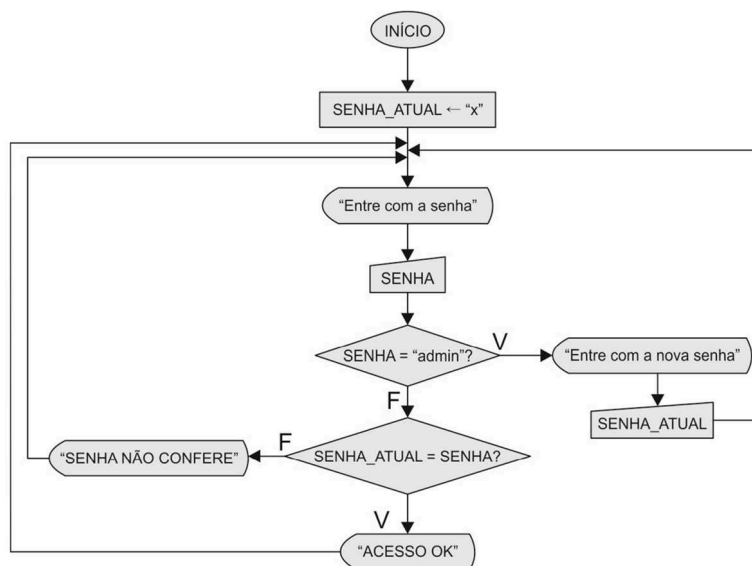 INÍCIO
SENHA_ATUAL ← “x”
“Entre com a senha”
SENHA
SENHA = “admin”?
V
“Entre com a nova senha”
SENHA_ATUAL
F
SENHA_ATUAL = SENHA?
F
“SENHA NÃO CONFERE”
V
“ACESSO OK”